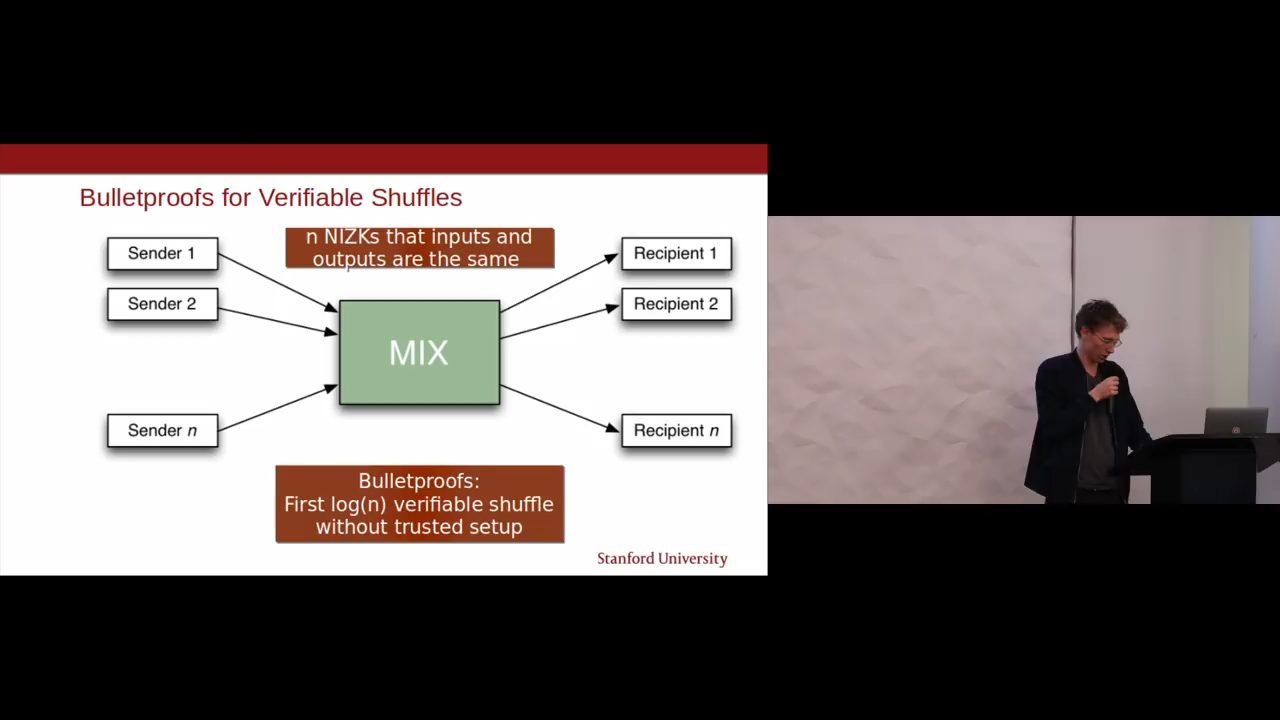 Bulletproofs for Verifiable Shuffles
n NIZKs that inputs and
outputs are the same
Sender 1
Sender 2
Sender n
MIX
Recipient 1
Recipient 2
Recipient n
Bulletproofs:
First log(n) verifiable shuffle
without trusted setup
Stanford University